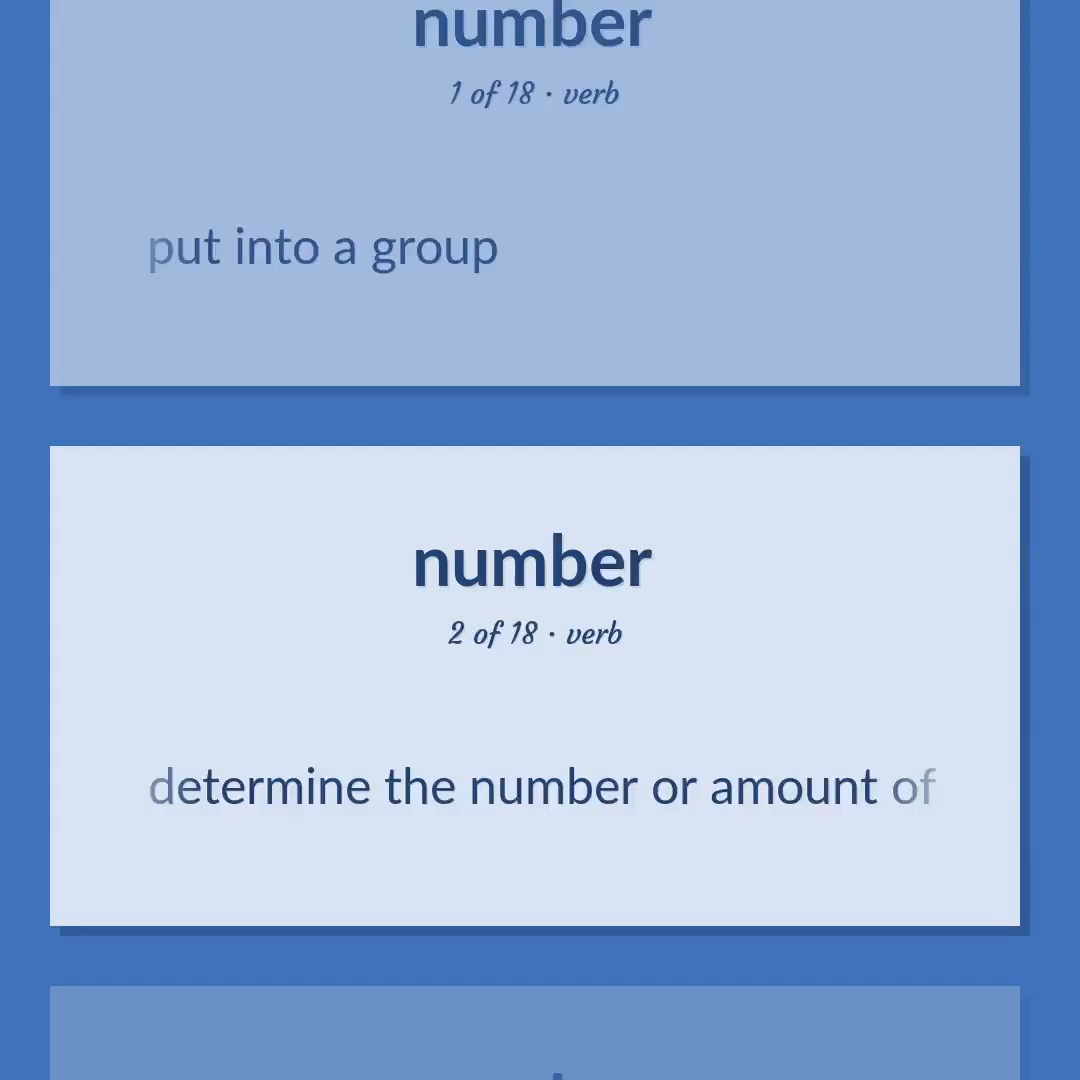 number
1 of 18 · verb
put into a group
number
2 of 18 · verb
determine the number or amount of